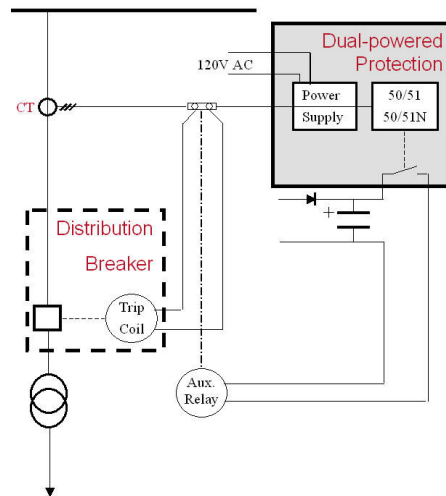 Dual-powered
Protection
120V AC
Power
Supply
50/51
50/51N
CT
+
Distribution
Breaker
Trip
Coil
Aux.
Relay